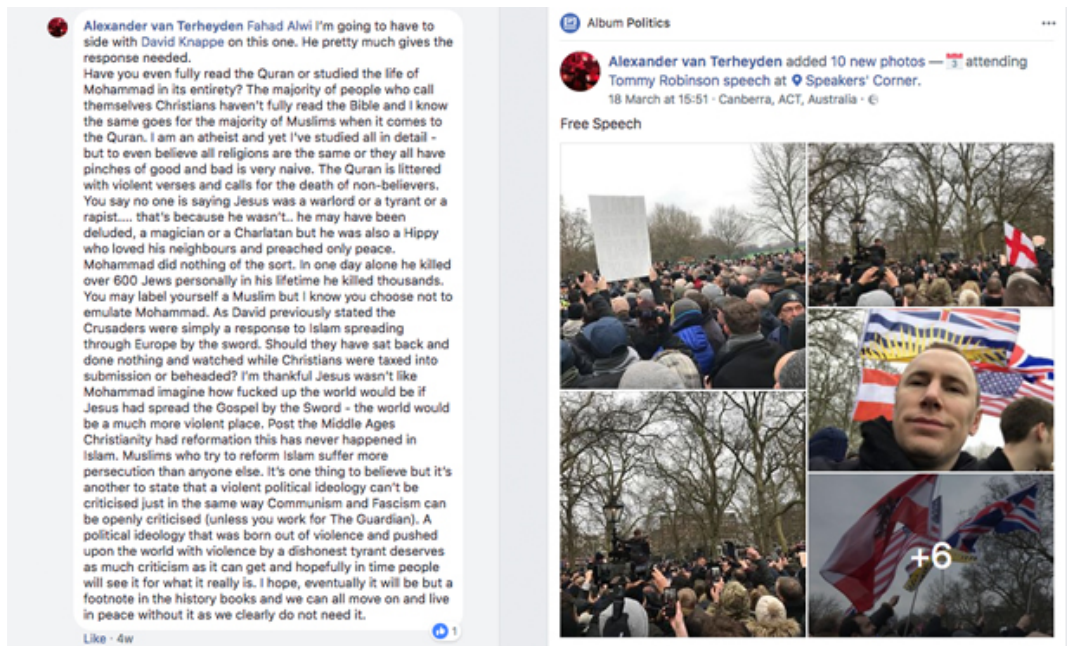 Alexander van Terheyden Fahad Alwi I'm going to have to
side with David Knappe on this one. He pretty much gives the
response needed.
Have you even fully read the Quran or studied the life of
Mohammad in its entirety? The majority of people who call
themselves Christians haven't fully read the Bible and I know
the same goes for the majority of Muslims when it comes to
the Quran. I am an atheist and yet I've studied all in detail -
but to even believe all religions are the same or they all have
pinches of good and bad is very naive. The Quran is littered
with violent verses and calls for the death of non-believers.
You say no one is saying Jesus was a warlord or a tyrant or a
rapist.... that's because he wasn't.. he may have been
deluded, a magician or a Charlatan but he was also a Hippy
who loved his neighbours and preached only peace.
Mohammad did nothing of the sort. In one day alone he killed
over 600 Jews personally in his lifetime he killed thousands.
You may label yourself a Muslim but I know you choose not to
emulate Mohammad. As David previously stated the
Crusaders were simply a response to Islam spreading
through Europe by the sword. Should they have sat back and
done nothing and watched while Christians were taxed into
submission or beheaded? I'm thankful Jesus wasn't like
Mohammad imagine how fucked up the world would be if
Jesus had spread the Gospel by the Sword - the world would
be a much more violent place. Post the Middle Ages
Christianity had reformation this has never happened in
Islam. Muslims who try to reform Islam suffer more
persecution than anyone else. It's one thing to believe but it's
another to state that a violent political ideology can't be
criticised just in the same way Communism and Fascism can
be openly criticised (unless you work for The Guardian). A
political ideology that was born out of violence and pushed
upon the world with violence by a dishonest tyrant deserves
as much criticism as it can get and hopefully in time people
will see it for what it really is. I hope, eventually it will be but a
footnote in the history books and we can all move on and live
in peace without it as we clearly do not need it.
Like · 4w
1
Album Politics
Alexander van Terheyden added 10 new photos — 3 attending
Tommy Robinson speech at Speakers' Corner.
18 March at 15:51 · Canberra, ACT, Australia ·
Free Speech
+6